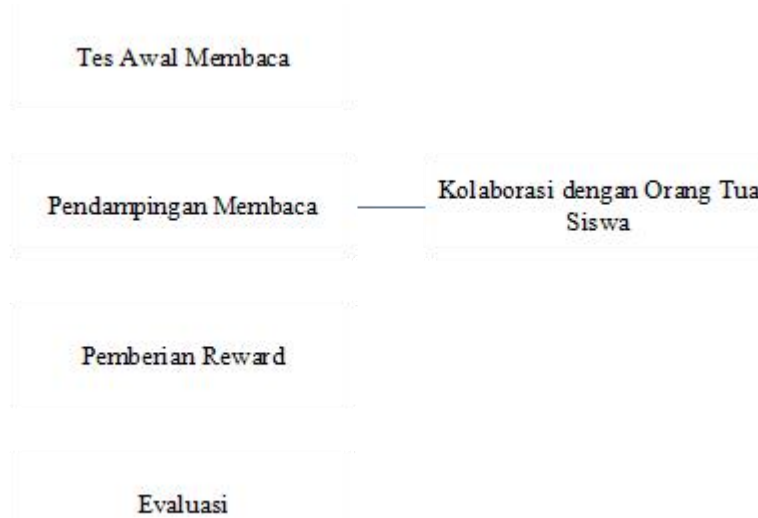 Tes Awal Membaca
Pendampingan Membaca
Kolaborasi dengan Orang Tua
Siswa
Pemberian Reward
Evaluasi